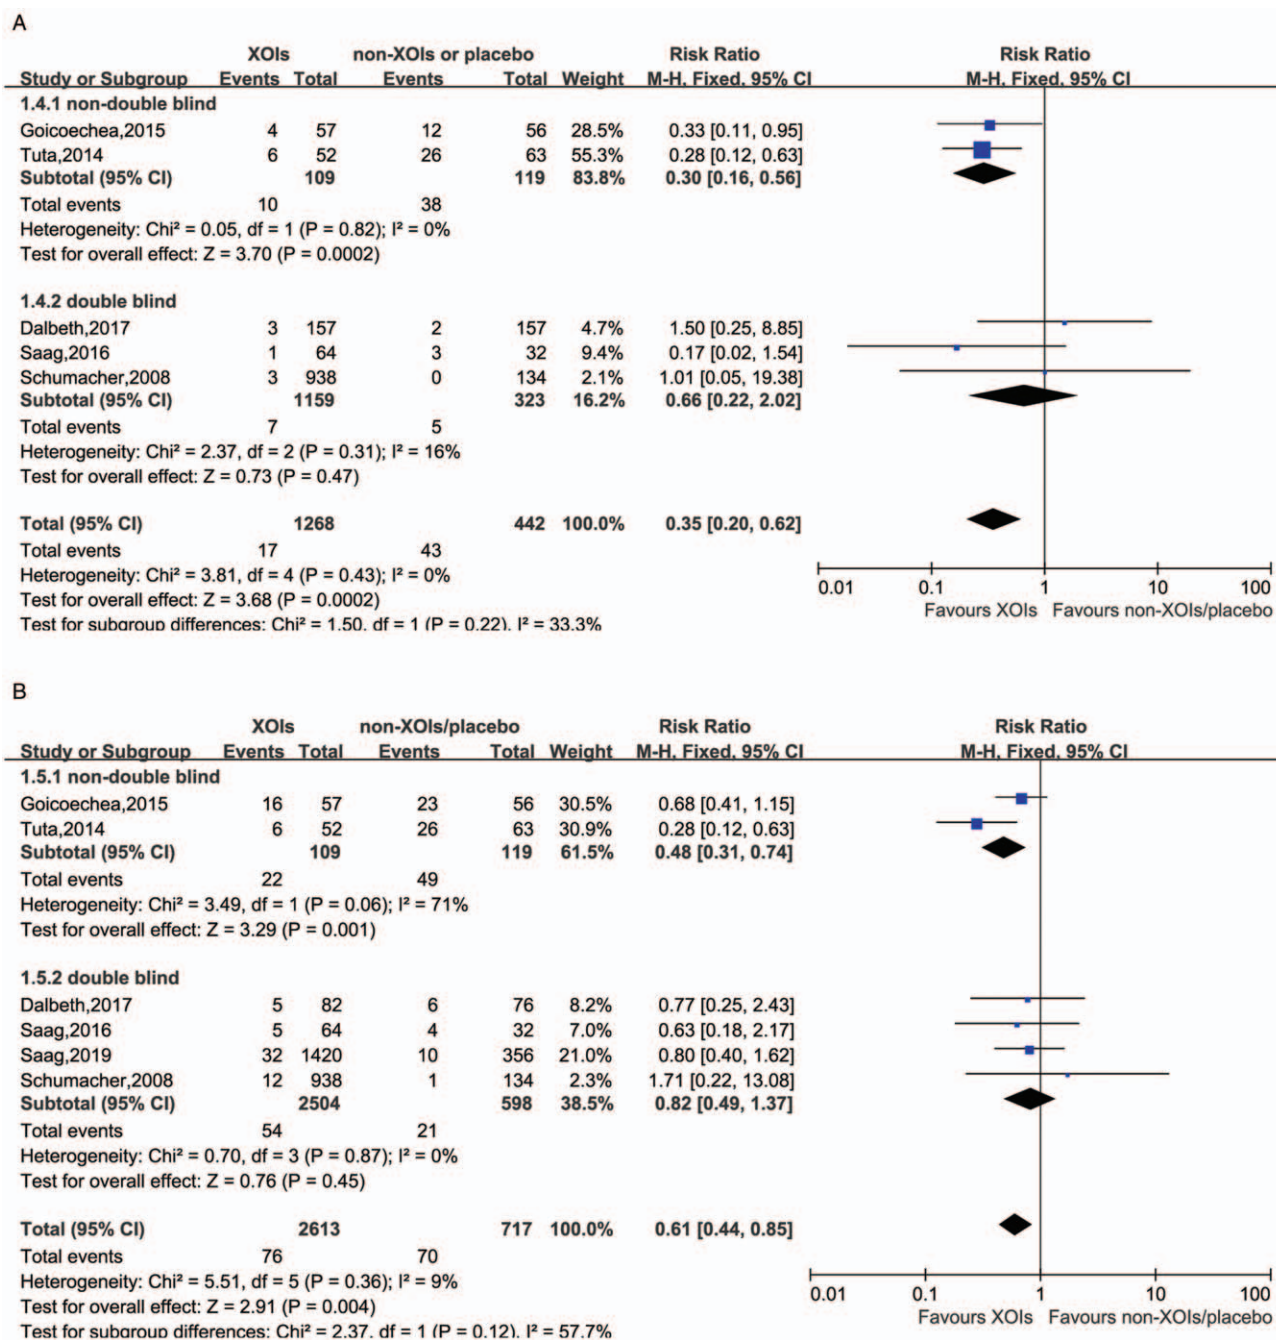 A
XOIs non-XOIs or placebo Risk Ratio Risk Ratio
Study or Subgroup Events Total Events Total Weight M-H, Fixed, 95% CI M-H, Fixed, 95% CI
1.4.1 non-double blind
Goicoechea,2015 4 57 12 56 28.5% 0.33 [0.11, 0.95]
Tuta,2014 6 52 26 63 55.3% 0.28 [0.12, 0.63]
Subtotal (95% CI) 109 119 83.8% 0.30 [0.16, 0.56]
Total events 10 38
Heterogeneity: Chi² = 0.05, df = 1 (P = 0.82); I² = 0%
Test for overall effect: Z = 3.70 (P = 0.0002)
1.4.2 double blind
Dalbeth,2017 3 157 2 157 4.7% 1.50 [0.25, 8.85]
Saag,2016 1 64 3 32 9.4% 0.17 [0.02, 1.54]
Schumacher,2008 3 938 0 134 2.1% 1.01 [0.05, 19.38]
Subtotal (95% CI) 1159 323 16.2% 0.66 [0.22, 2.02]
Total events 7 5
Heterogeneity: Chi² = 2.37, df = 2 (P = 0.31); I² = 16%
Test for overall effect: Z = 0.73 (P = 0.47)
Total (95% CI) 1268 442 100.0% 0.35 [0.20, 0.62]
Total events 17 43
Heterogeneity: Chi² = 3.81, df = 4 (P = 0.43); I² = 0%
Test for overall effect: Z = 3.68 (P = 0.0002)
Test for subgroup differences: Chi² = 1.50, df = 1 (P = 0.22), I² = 33.3%
0.01 0.1 1 10 100
Favours XOIs Favours non-XOIs/placebo
B
XOIs non-XOIs/placebo Risk Ratio Risk Ratio
Study or Subgroup Events Total Events Total Weight M-H, Fixed, 95% CI M-H, Fixed, 95% CI
1.5.1 non-double blind
Goicoechea,2015 16 57 23 56 30.5% 0.68 [0.41, 1.15]
Tuta,2014 6 52 26 63 30.9% 0.28 [0.12, 0.63]
Subtotal (95% CI) 109 119 61.5% 0.48 [0.31, 0.74]
Total events 22 49
Heterogeneity: Chi² = 3.49, df = 1 (P = 0.06); I² = 71%
Test for overall effect: Z = 3.29 (P = 0.001)
1.5.2 double blind
Dalbeth,2017 5 82 6 76 8.2% 0.77 [0.25, 2.43]
Saag,2016 5 64 4 32 7.0% 0.63 [0.18, 2.17]
Saag,2019 32 1420 10 356 21.0% 0.80 [0.40, 1.62]
Schumacher,2008 12 938 1 134 2.3% 1.71 [0.22, 13.08]
Subtotal (95% CI) 2504 598 38.5% 0.82 [0.49, 1.37]
Total events 54 21
Heterogeneity: Chi² = 0.70, df = 3 (P = 0.87); I² = 0%
Test for overall effect: Z = 0.76 (P = 0.45)
Total (95% CI) 2613 717 100.0% 0.61 [0.44, 0.85]
Total events 76 70
Heterogeneity: Chi² = 5.51, df = 5 (P = 0.36); I² = 9%
Test for overall effect: Z = 2.91 (P = 0.004)
Test for subgroup differences: Chi² = 2.37, df = 1 (P = 0.12), I² = 57.7%
0.01 0.1 1 10 100
Favours XOIs Favours non-XOIs/placebo